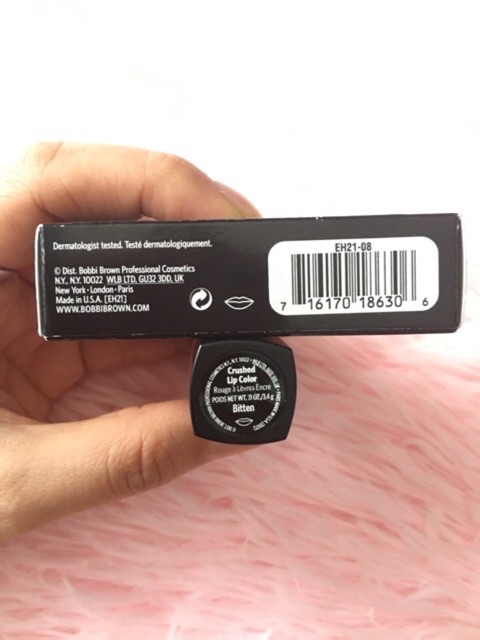 Dermatologist tested. Testé dermatologiquement.
© Dist. Bobbi Brown Professional Cosmetics
N.Y., N.Y. 10022 WLB LTD. GU32 3DD, UK
New York · London · Paris
Made in U.S.A. [EH21]
WWW.BOBBIBROWN.COM
EH21-08
7 16170 18630 6
Crushed
Lip Color
Rouge à Lèvres Encré
POIDS NET WT. .11 OZ./3.4 g
Bitten